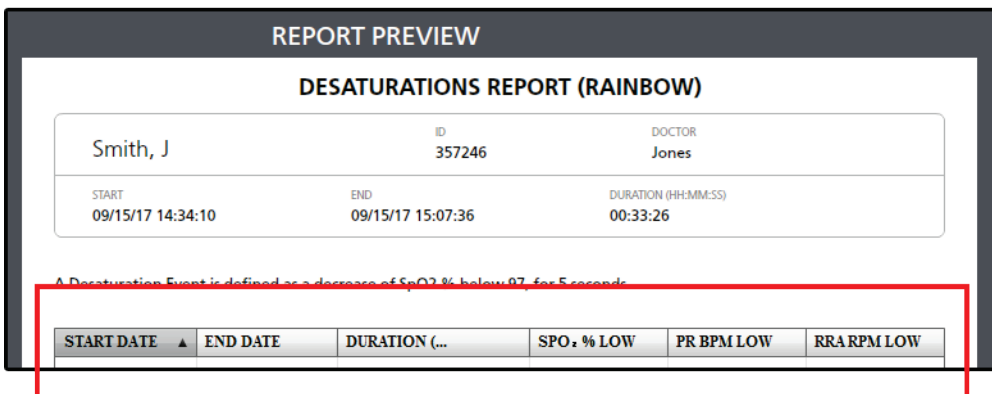 REPORT PREVIEW
DESATURATIONS REPORT (RAINBOW)
Smith, J
ID
357246
DOCTOR
Jones
START
09/15/17 14:34:10
END
09/15/17 15:07:36
DURATION (HH:MM:SS)
00:33:26
A Desaturation Event is defined as a decrease of SpO2 % below 97, for 5 seconds
START DATE ▲ END DATE DURATION (... SPO₂ % LOW PR BPM LOW RRA RPM LOW